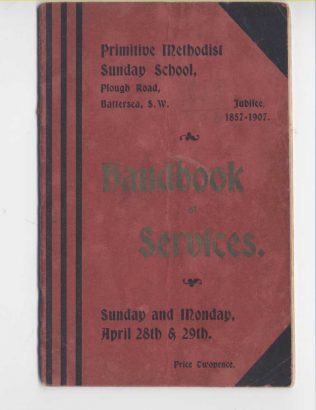 Primitive Methodist
Sunday School,
Plough Road,
Battersea, S.W.
Jubilee,
1857-1907.
Handbook
of
Services.
Sunday and Monday,
April 28th & 29th.
Price Twopence.